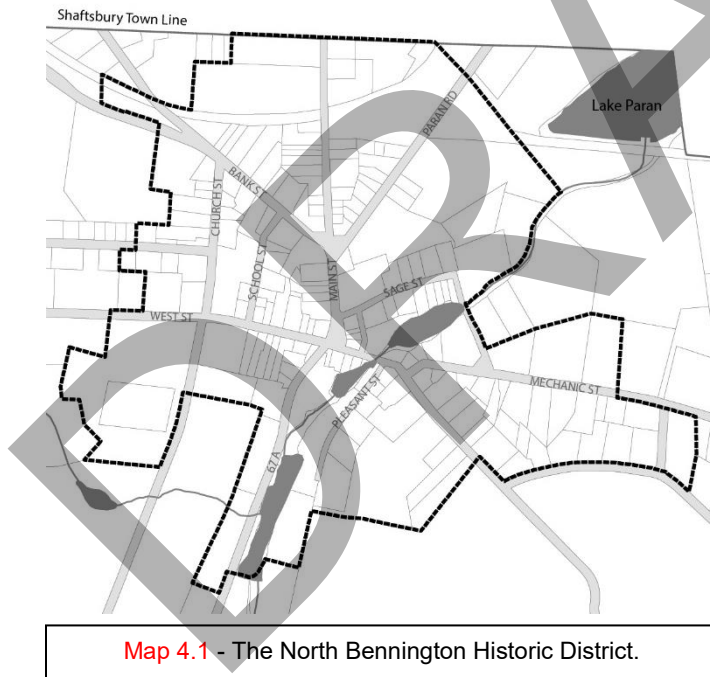 Shaftsbury Town Line
Lake Paran
PARAN RD
BANK ST
CHURCH ST
SCHOOL ST
MAIN ST
SAGE ST
WEST ST
MECHANIC ST
PLEASANT ST
67 A
Map 4.1 - The North Bennington Historic District.